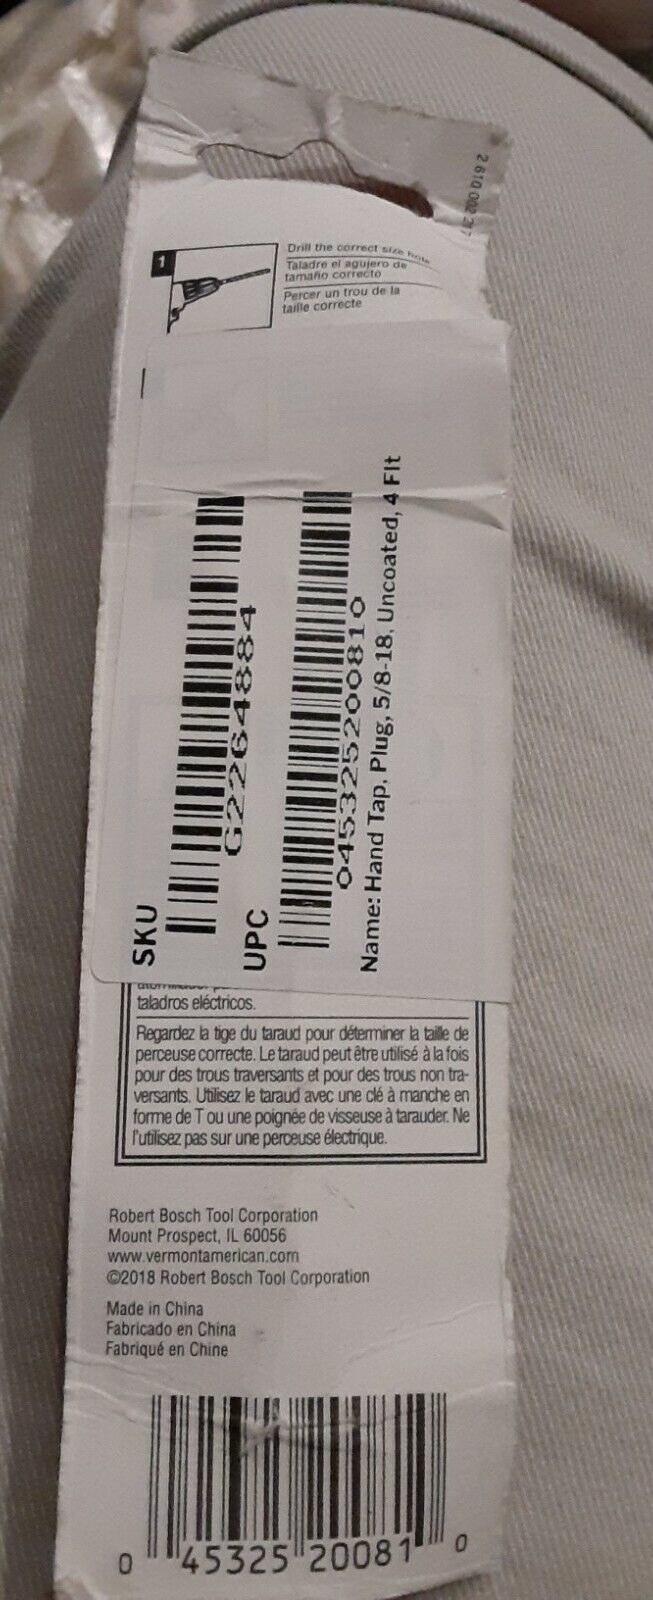 2 610 002 217
1
Drill the correct size hole
Taladre el agujero de
tamaño correcto
Percer un trou de la
taille correcte
SKU
G2264884
UPC
045325200810
Name: Hand Tap, Plug, 5/8-18, Uncoated, 4 Flt
taladros eléctricos.
Regardez la tige du taraud pour déterminer la taille de
perceuse correcte. Le taraud peut être utilisé à la fois
pour des trous traversants et pour des trous non tra-
versants. Utilisez le taraud avec une clé à manche en
forme de T ou une poignée de visseuse à tarauder. Ne
l'utilisez pas sur une perceuse électrique.
Robert Bosch Tool Corporation
Mount Prospect, IL 60056
www.vermontamerican.com
©2018 Robert Bosch Tool Corporation
Made in China
Fabricado en China
Fabriqué en Chine
0 45325 20081 0